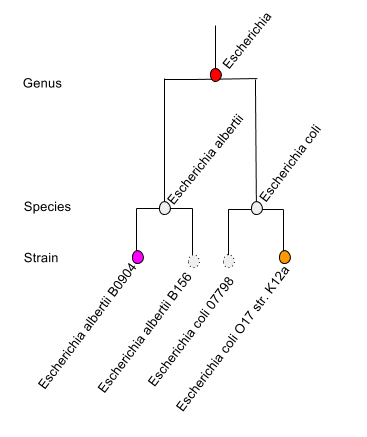 Escherichia
Genus
Escherichia albertii
Escherichia coli
Species
Strain
Escherichia albertii B0904
Escherichia albertii B156
Escherichia coli 07798
Escherichia coli O17 str. K12a